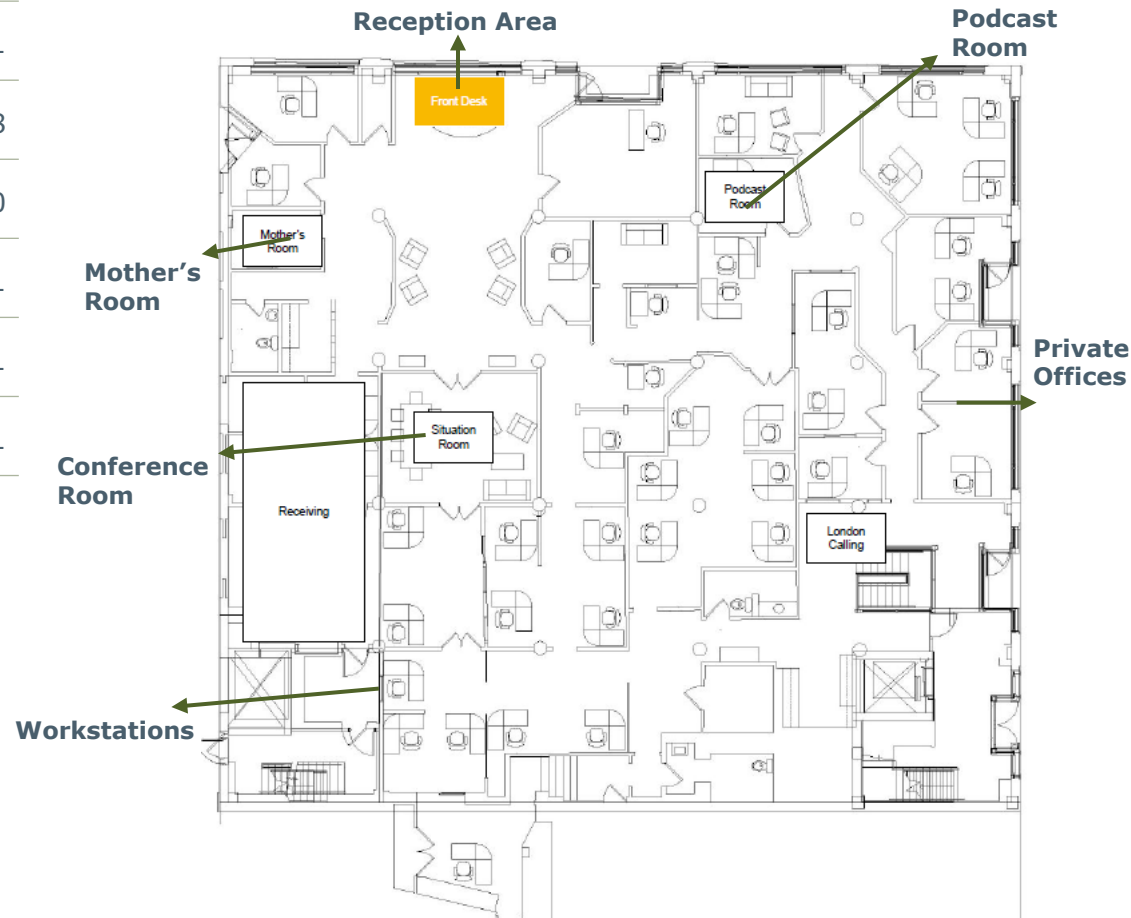 Reception Area
Podcast
Room
Front Desk
Podcast
Room
Mother's
Room
Mother’s
Room
Private
Offices
Situation
Room
Conference
Room
Receiving
London
Calling
Workstations